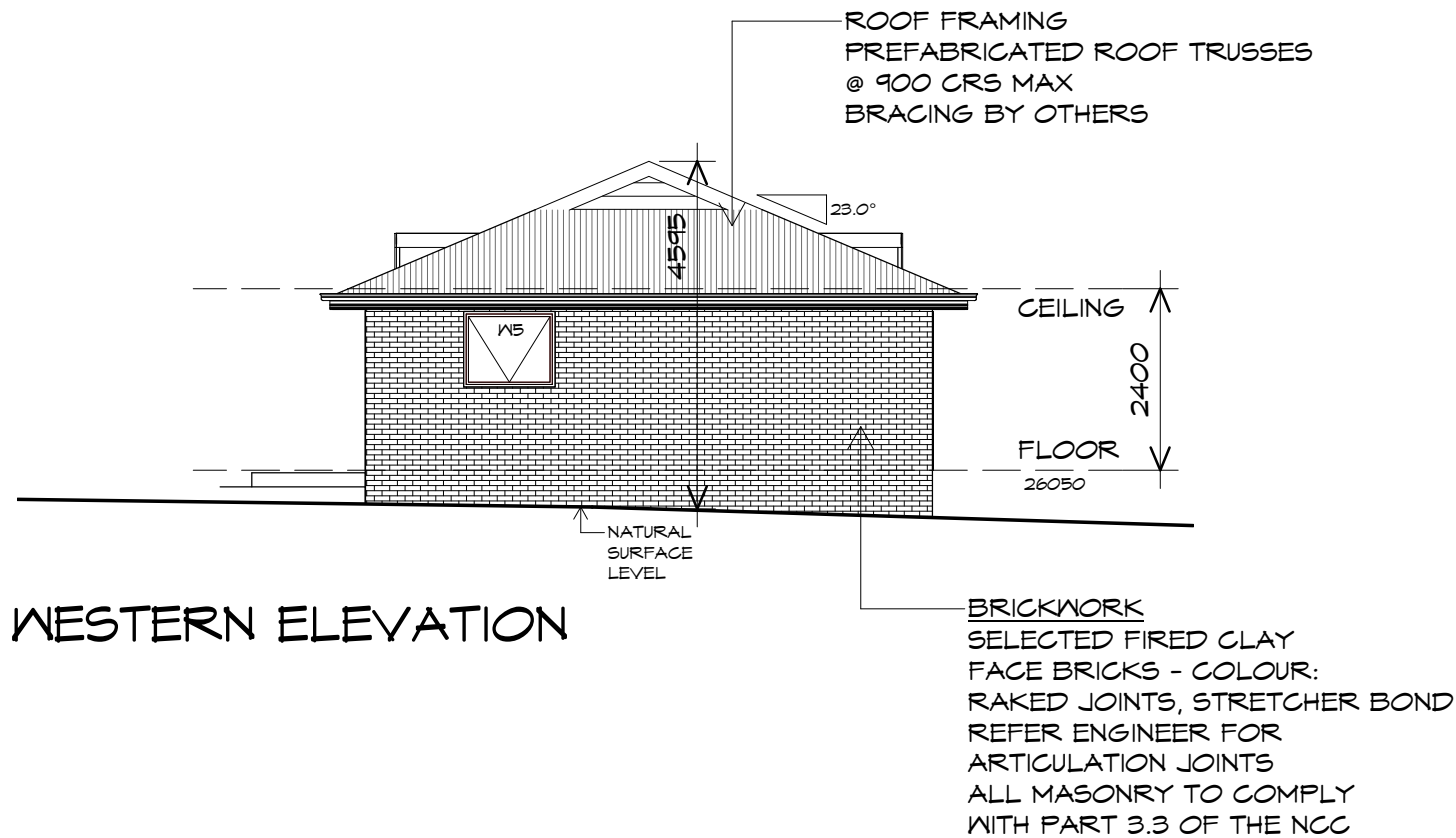 ROOF FRAMING
PREFABRICATED ROOF TRUSSES
@ 900 CRS MAX
BRACING BY OTHERS
23.0°
4595
CEILING
W5
2400
FLOOR
26050
NATURAL
SURFACE
LEVEL
WESTERN ELEVATION
BRICKWORK
SELECTED FIRED CLAY
FACE BRICKS - COLOUR:
RAKED JOINTS, STRETCHER BOND
REFER ENGINEER FOR
ARTICULATION JOINTS
ALL MASONRY TO COMPLY
WITH PART 3.3 OF THE NCC